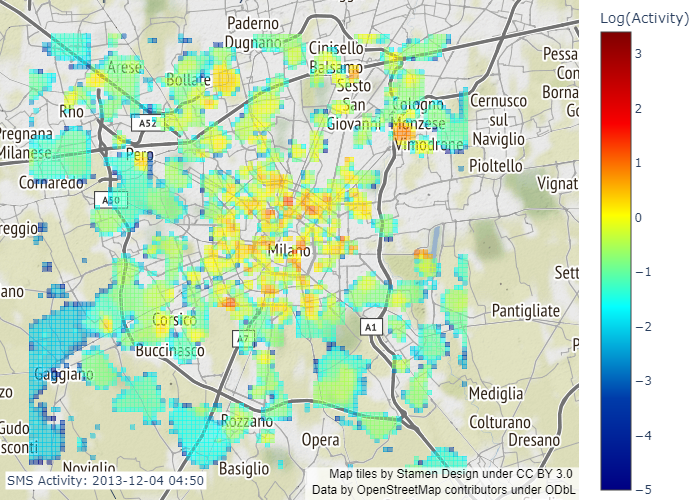 Log(Activity)
3
2
1
0
−1
−2
−3
−4
−5
Paderno
Dugnano
Cinisello
Balsamo
Sesto
San
Giovanni
Arese
Bollate
Rho
A52
Pregnana
Milanese
Pero
Cornaredo
A50
Cologno
Monzese
Vimodrone
Cernusco
sul
Naviglio
Pioltello
Pessa
Con
Borna
Go
Vignat
reggio
Milano
Sett
ano
Corsico
Buccinasco
A7
A1
Pantigliate
P
Gaggiano
zo
Gudo
sconti
Rozzano
Opera
Mediglia
Colturano
Dresano
Noviglio
Basiglio
SMS Activity: 2013-12-04 04:50
Map tiles by Stamen Design under CC BY 3.0
Data by OpenStreetMap contributors under ODbL